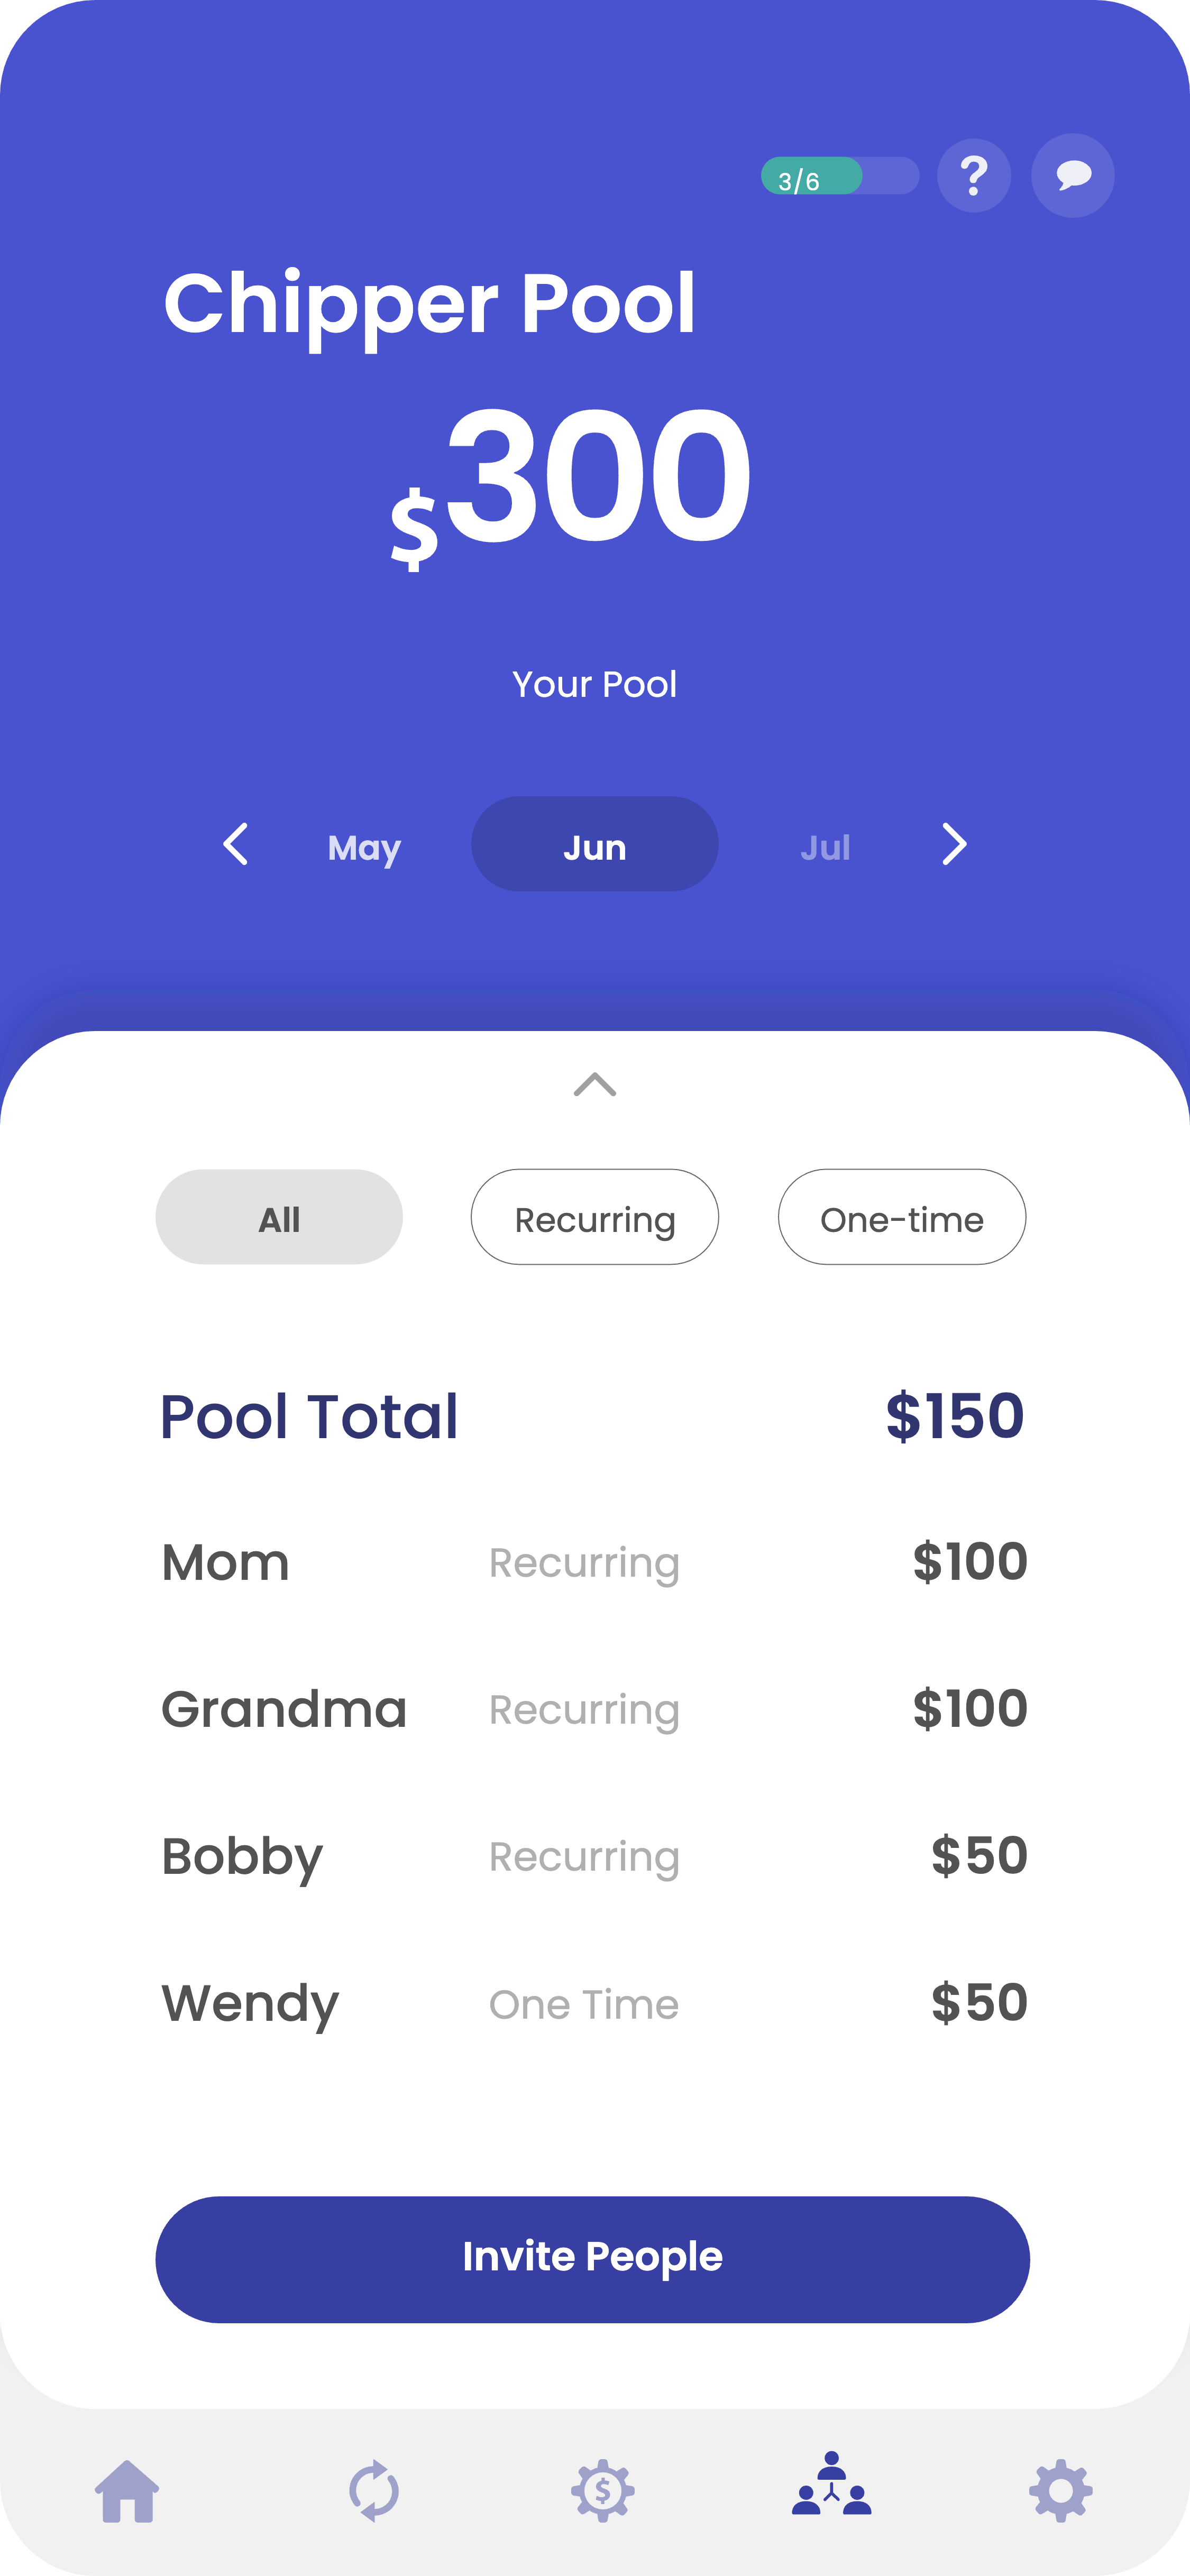 3/6
?
Chipper Pool
$300
Your Pool
May Jun Jul
All Recurring One-time
Pool Total $150
Mom Recurring $100
Grandma Recurring $100
Bobby Recurring $50
Wendy One Time $50
Invite People
$